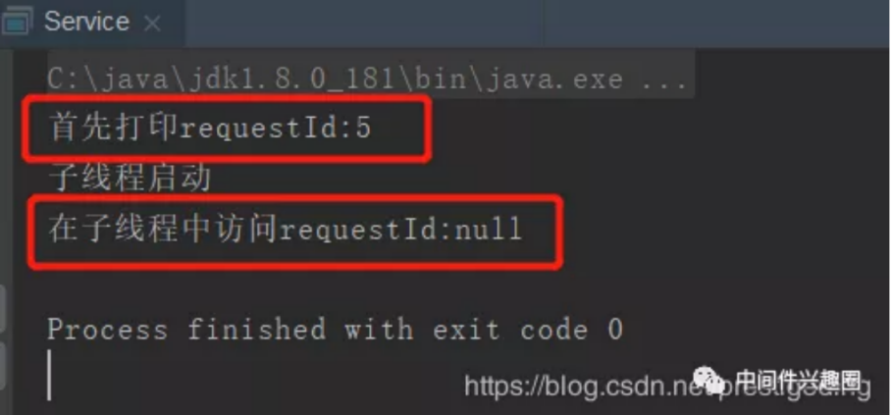 Service
C:\java\jdk1.8.0_181\bin\java.exe ...
首先打印requestId:5
子线程启动
在子线程中访问requestId:null
Process finished with exit code 0
https://blog.csdn.net/prestigeding
中间件兴趣圈